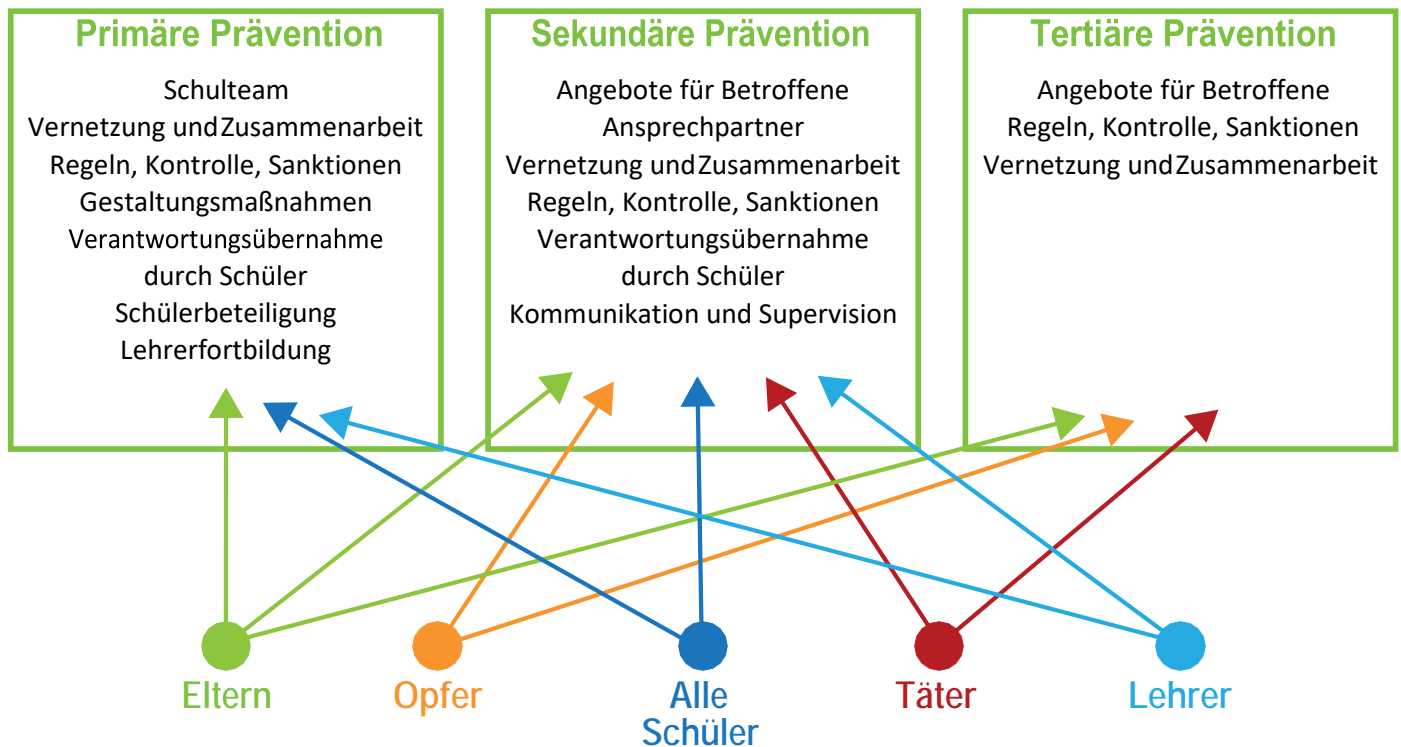 Primäre Prävention
Schulteam
Vernetzung und Zusammenarbeit
Regeln, Kontrolle, Sanktionen
Gestaltungsmaßnahmen
Verantwortungsübernahme
durch Schüler
Schülerbeteiligung
Lehrerfortbildung
Sekundäre Prävention
Angebote für Betroffene
Ansprechpartner
Vernetzung und Zusammenarbeit
Regeln, Kontrolle, Sanktionen
Verantwortungsübernahme
durch Schüler
Kommunikation und Supervision
Tertiäre Prävention
Angebote für Betroffene
Regeln, Kontrolle, Sanktionen
Vernetzung und Zusammenarbeit
Eltern
Opfer
Alle
Schüler
Täter
Lehrer